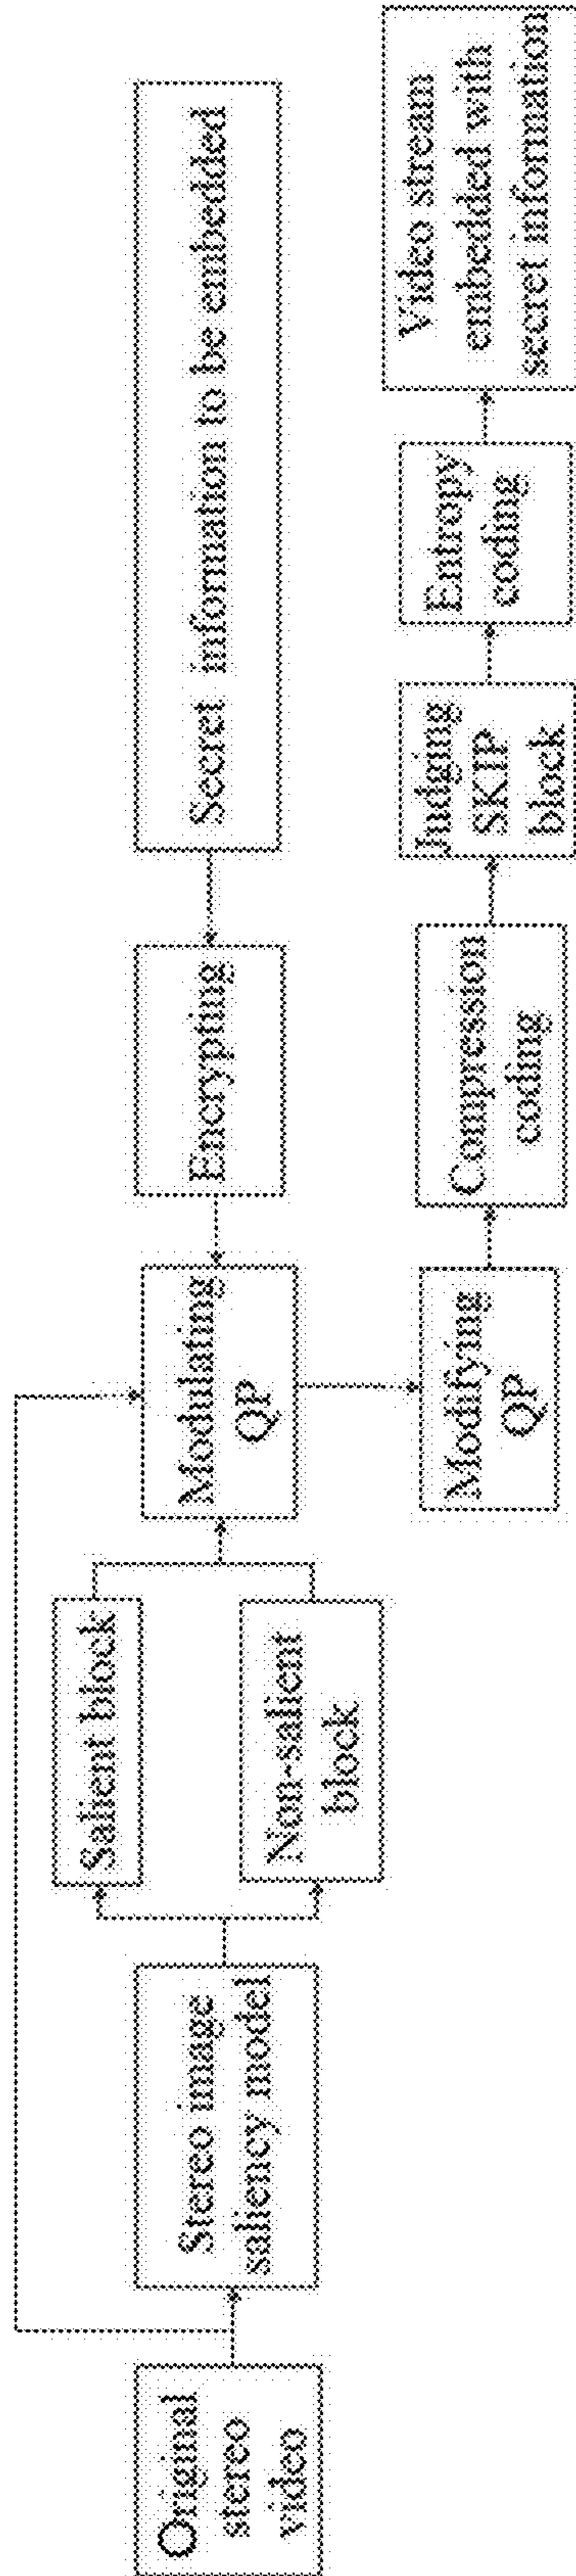 Original
stereo
video
Stereo image
saliency model
Salient block
Non-salient
block
Modulating
QP
Encrypting
Secret information to be embedded
Modifying
QP
Compression
coding
Judging
SKIP
block
Entropy
coding
Video stream
embedded with
secret information